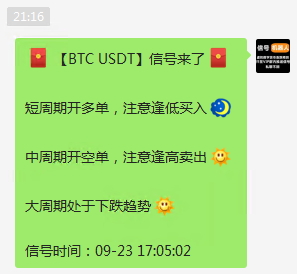 21:16
【BTC USDT】信号来了
信号 机器人
短周期开多单，注意逢低买入
中周期开空单，注意逢高卖出
大周期处于下跌趋势
信号时间：09-23 17:05:02